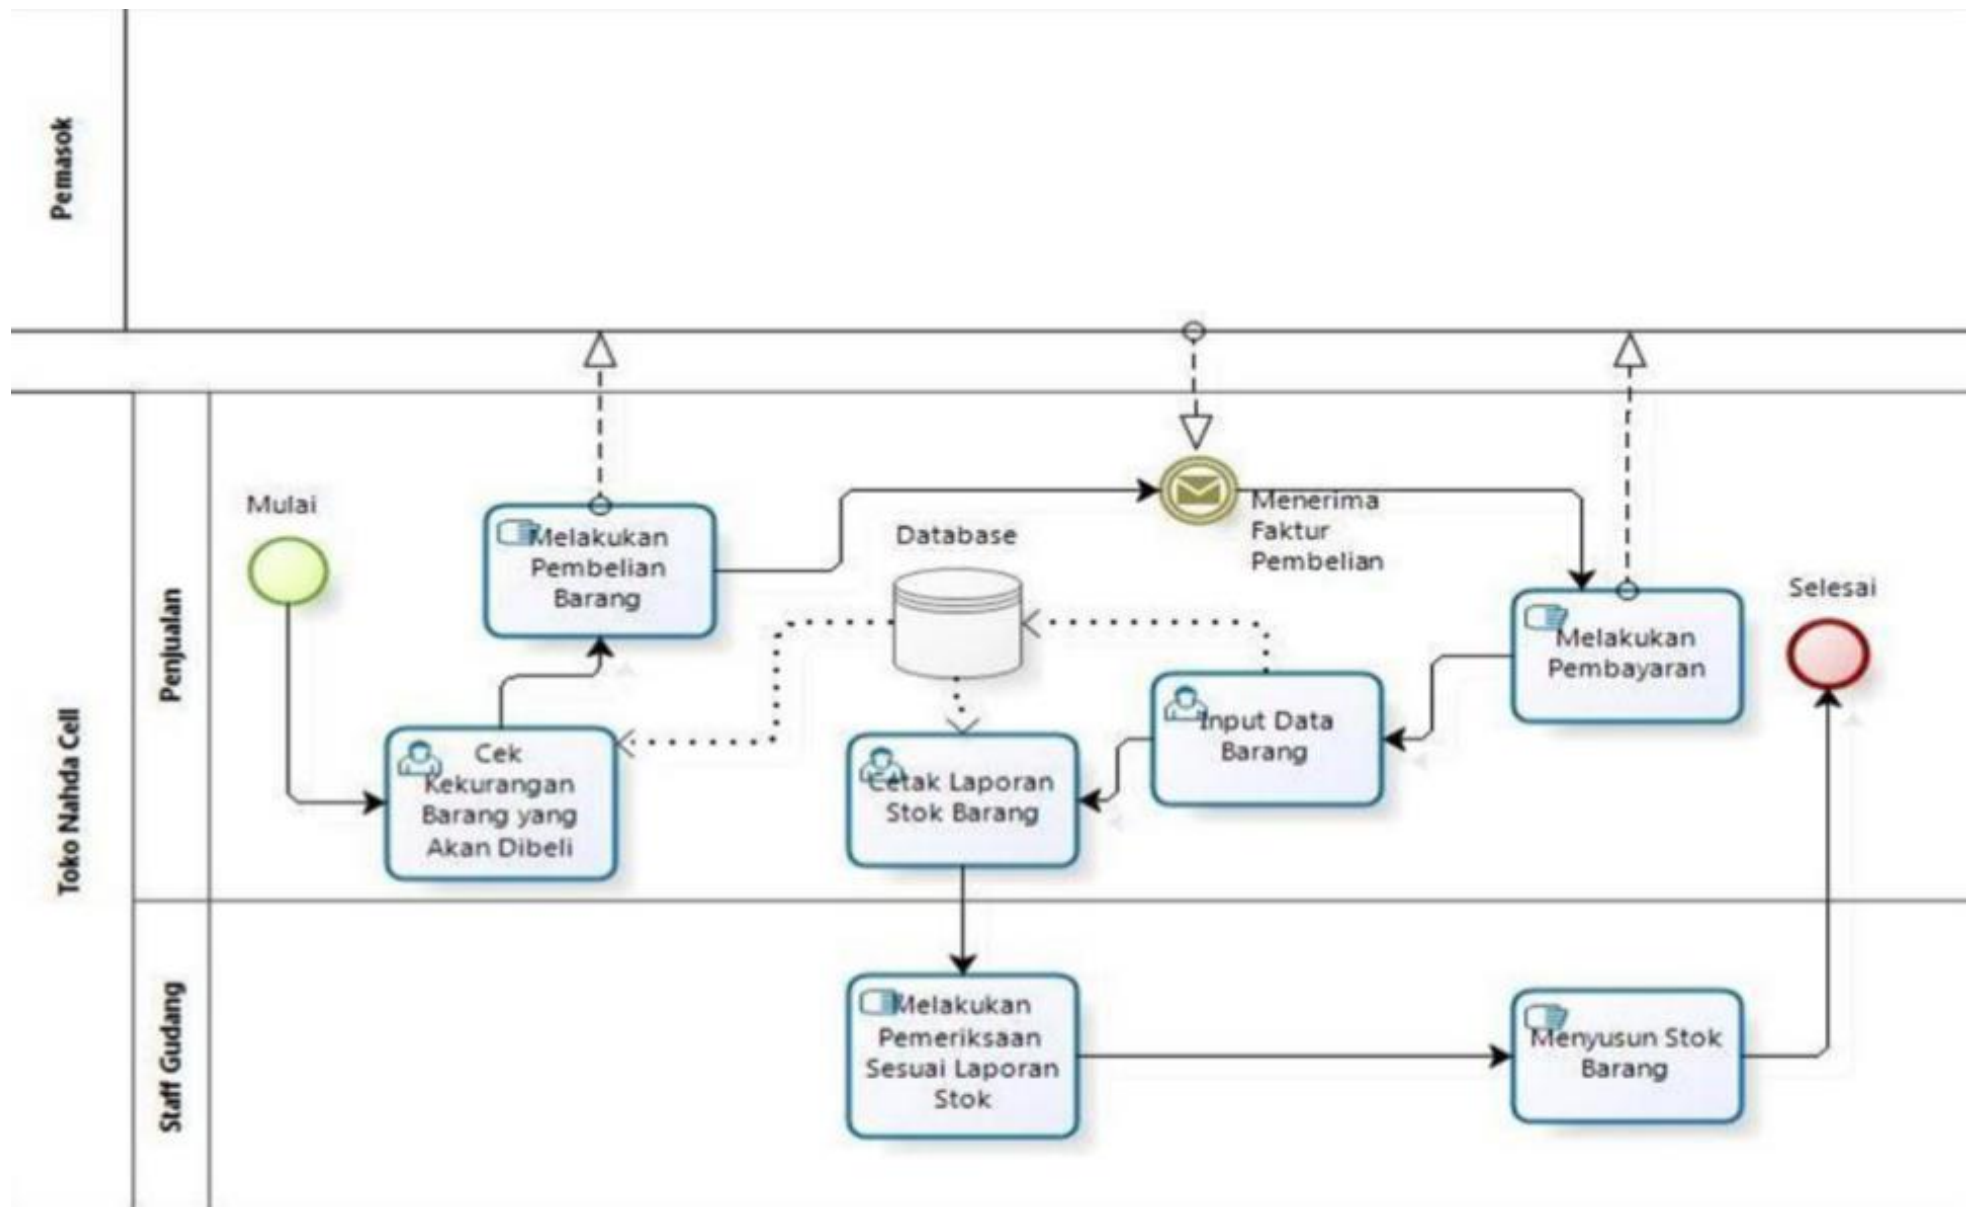 Pemasok
Toko Nahda Cell
Penjualan
Mulai
Melakukan
Pembelian
Barang
Database
Menerima
Faktur
Pembelian
Selesai
Melakukan
Pembayaran
Input Data
Barang
Cek
Kekurangan
Barang yang
Akan Dibeli
Cetak Laporan
Stok Barang
Staff Gudang
Melakukan
Pemeriksaan
Sesuai Laporan
Stok
Menyusun Stok
Barang